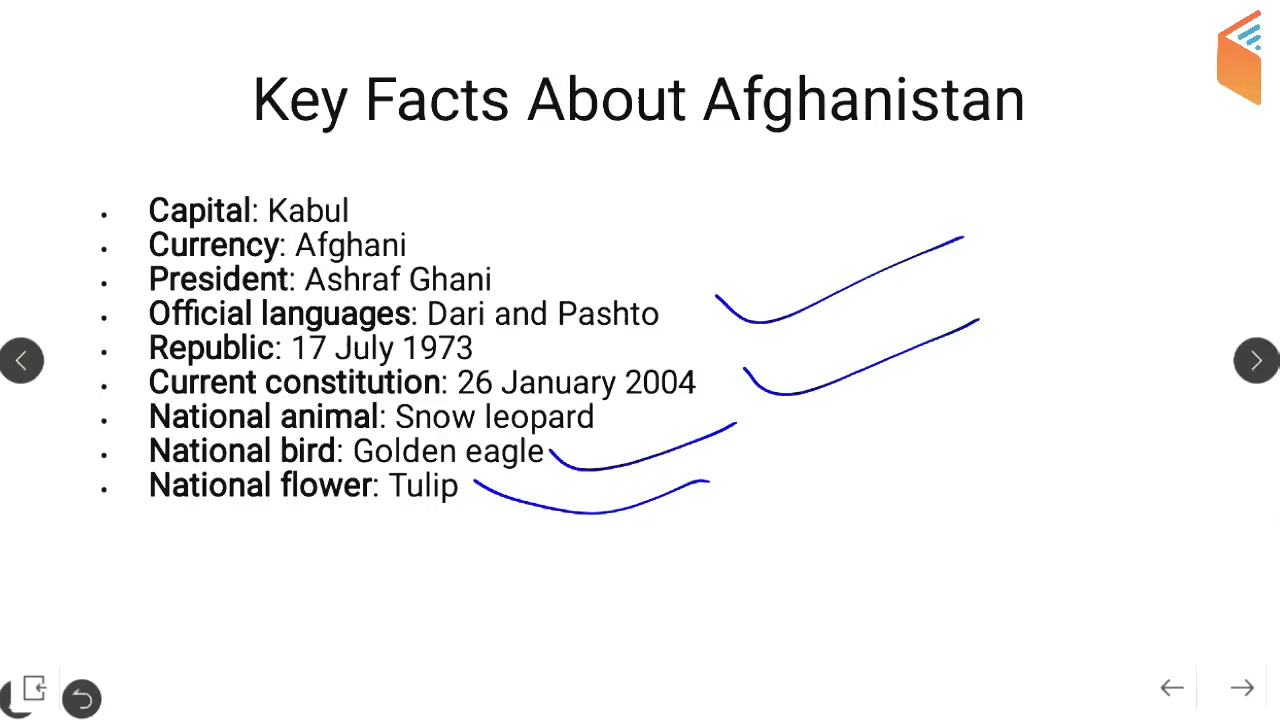 Key Facts About Afghanistan
• Capital: Kabul
• Currency: Afghani
• President: Ashraf Ghani
• Official languages: Dari and Pashto
• Republic: 17 July 1973
• Current constitution: 26 January 2004
• National animal: Snow leopard
• National bird: Golden eagle
• National flower: Tulip